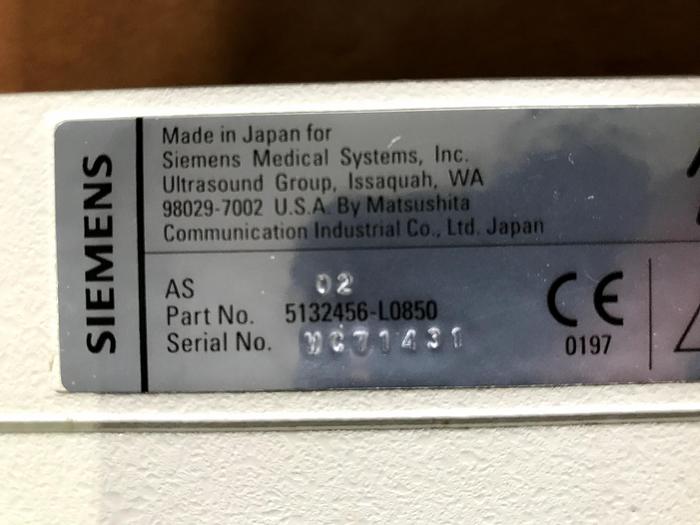 SIEMENS
Made in Japan for
Siemens Medical Systems, Inc.
Ultrasound Group, Issaquah, WA
98029-7002 U.S.A. By Matsushita
Communication Industrial Co., Ltd. Japan
AS 02
Part No. 5132456-L0850
Serial No.
CE
0197